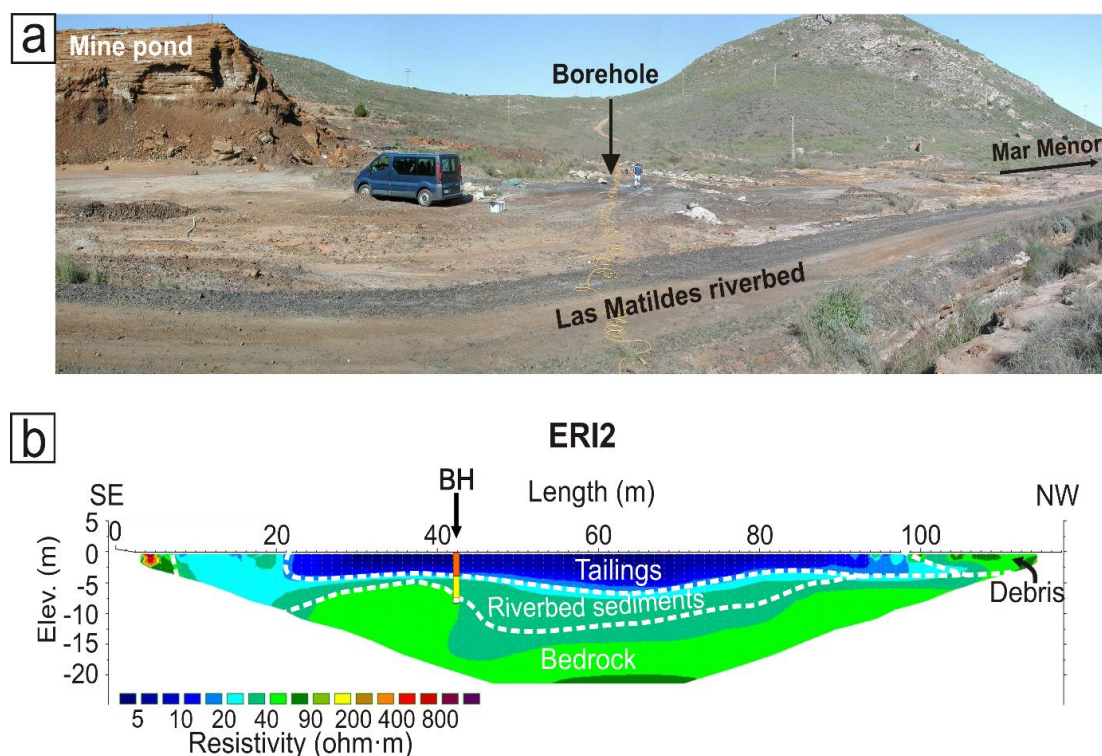 a
Mine pond
Borehole
Mar Menor
Las Matildes riverbed
b
ERI2
BH
SE
Length (m)
NW
0 20 40 60 80 100
5
0
-5
-10
-15
-20
Elev. (m)
Tailings
Riverbed sediments
Debris
Bedrock
5 10 20 40 90 200 400 800
Resistivity (ohm·m)